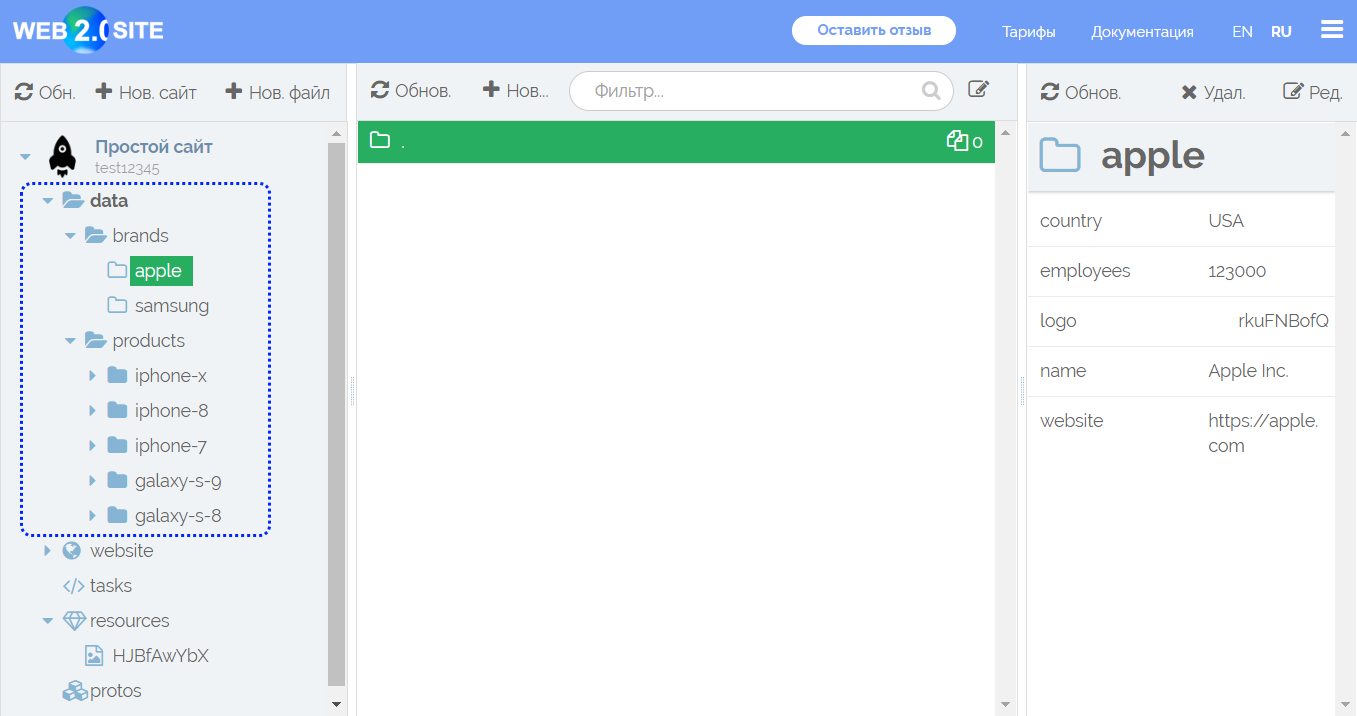 WEB 2.0 SITE
Оставить отзыв
Тарифы
Документация
EN
RU
Обн.
Нов. сайт
Нов. файл
Простой сайт
test12345
data
brands
apple
samsung
products
iphone-x
iphone-8
iphone-7
galaxy-s-9
galaxy-s-8
website
tasks
resources
HJBfAwYbX
protos
Обнов.
Нов...
Фильтр...
.
0
Обнов.
Удал.
Ред.
apple
country USA
employees 123000
logo rkuFNBofQ
name Apple Inc.
website https://apple.
com